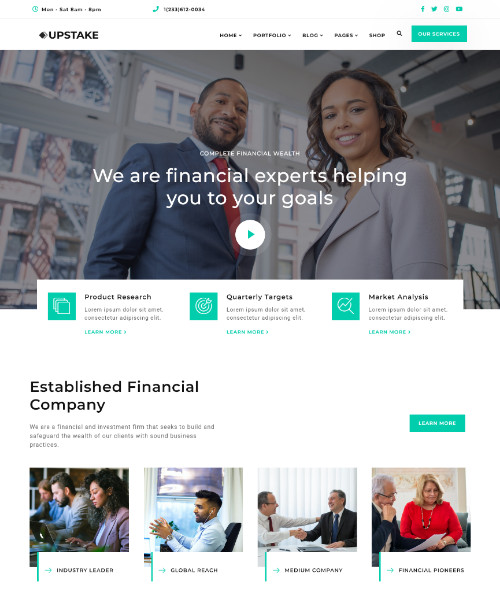 Mon - Sat 8am - 8pm
1(233)612-0034
UPSTAKE
HOME
PORTFOLIO
BLOG
PAGES
SHOP
OUR SERVICES
COMPLETE FINANCIAL WEALTH
We are financial experts helping
you to your goals
Product Research
Lorem ipsum dolor sit amet,
consectetur adipiscing elit.
LEARN MORE >
Quarterly Targets
Lorem ipsum dolor sit amet,
consectetur adipiscing elit.
LEARN MORE >
Market Analysis
Lorem ipsum dolor sit amet,
consectetur adipiscing elit.
LEARN MORE >
Established Financial
Company
We are a financial and investment firm that seeks to build and
safeguard the wealth of our clients with sound business
practices.
LEARN MORE
INDUSTRY LEADER
GLOBAL REACH
MEDIUM COMPANY
FINANCIAL PIONEERS